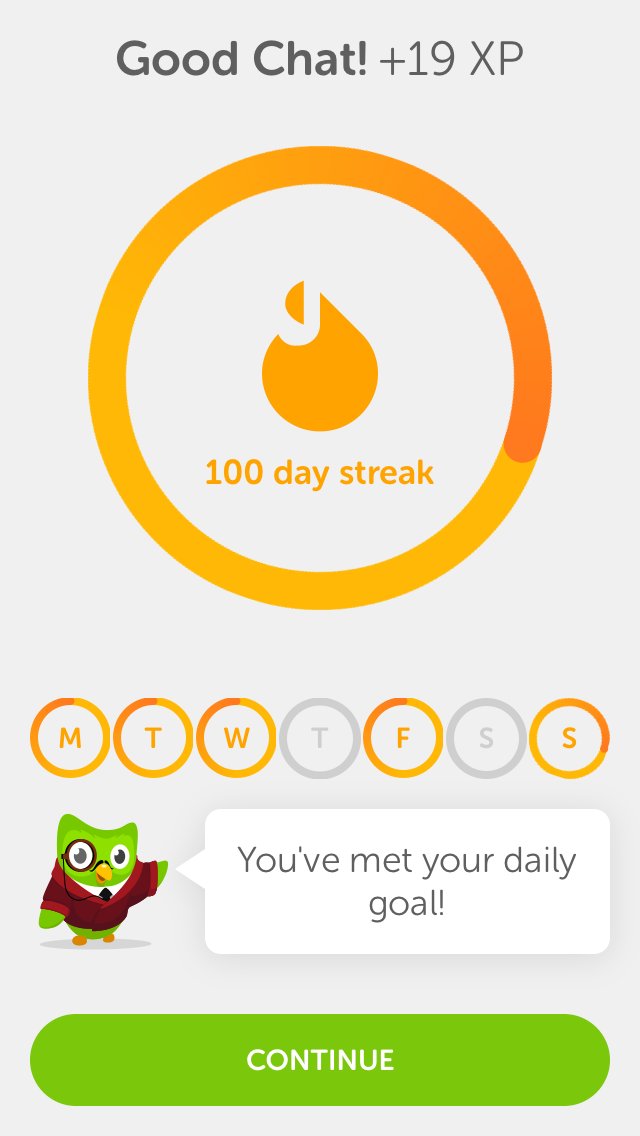 Good Chat! +19 XP
100 day streak
M T W T F S S
You've met your daily
goal!
CONTINUE